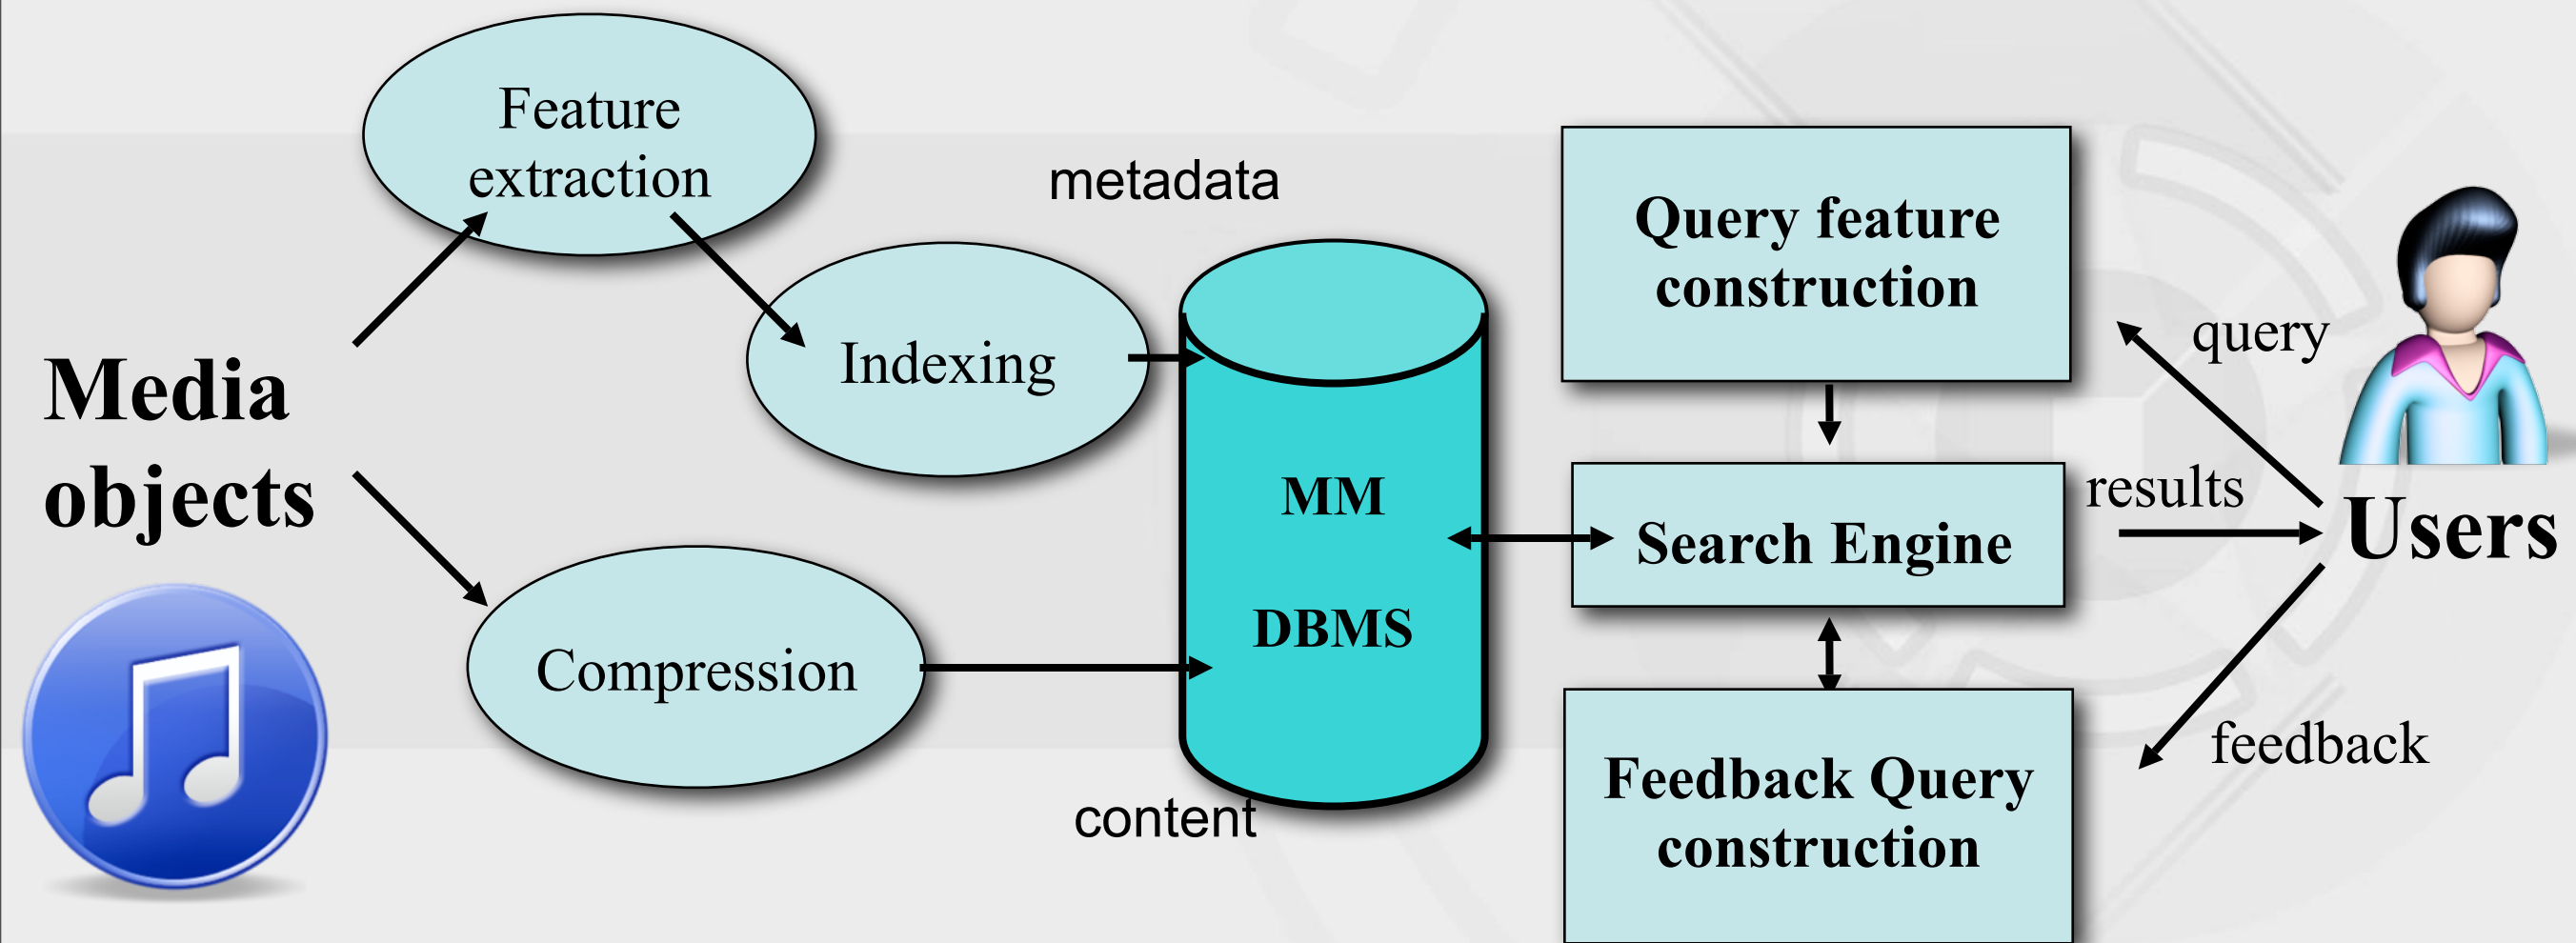 Feature
extraction
metadata
Indexing
Media
objects
Compression
content
MM
DBMS
Query feature
construction
Search Engine
Feedback Query
construction
query
results
Users
feedback